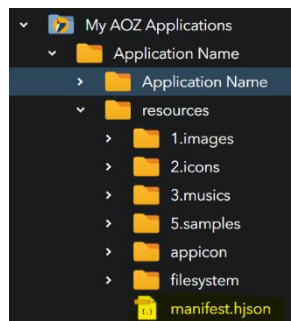 My AOZ Applications
Application Name
Application Name
resources
1.images
2.icons
3.musics
5.samples
appicon
filesystem
manifest.hjson